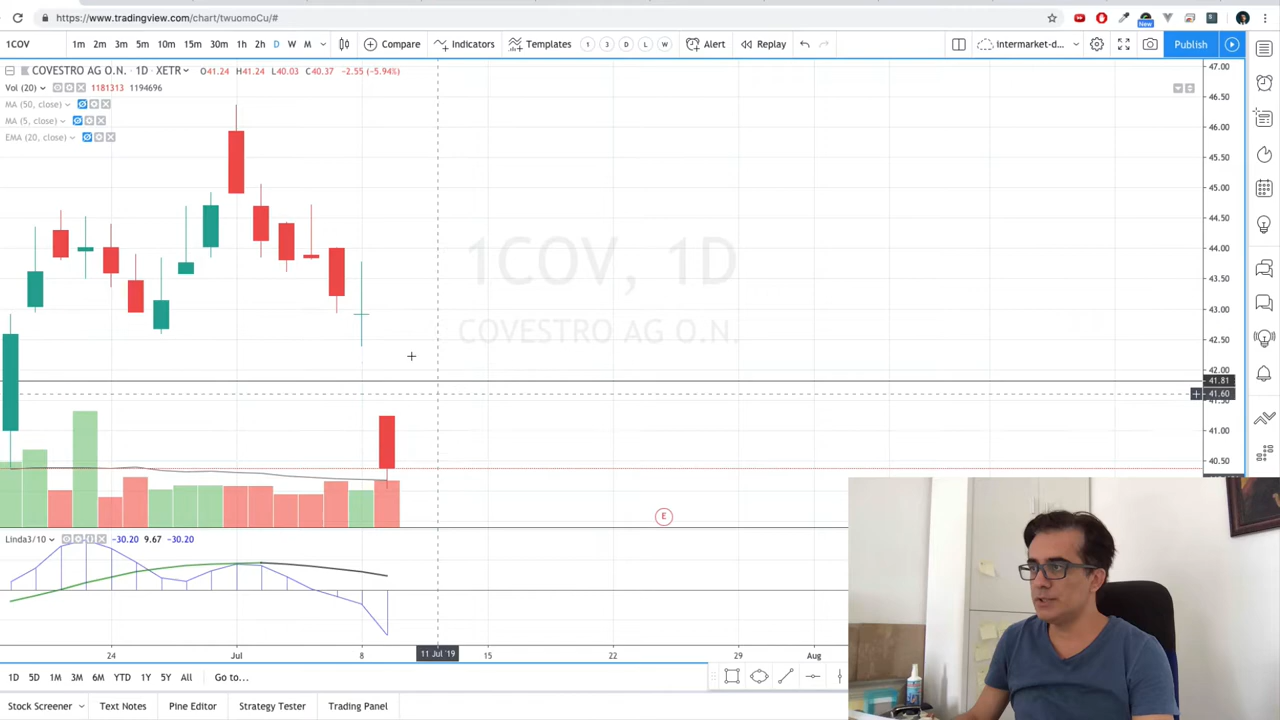 https://www.tradingview.com/chart/twuomoCu/#
New
1COV 1m 2m 3m 5m 10m 15m 30m 1h 2h D W M Compare Indicators Templates 1 3 D L W Alert Replay intermarket-d... Publish
COVESTRO AG O.N. · 1D · XETR O41.24 H41.24 L40.03 C40.37 -2.55 (-5.94%)
Vol (20) 1181313 1194696
MA (50, close)
MA (5, close)
EMA (20, close)
1COV, 1D
COVESTRO AG O.N.
47.00
46.50
46.00
45.50
45.00
44.50
44.00
43.50
43.00
42.50
42.00
41.81
41.60
41.00
40.50
E
Linda3/10 -30.20 9.67 -30.20
24 Jul 8 11 Jul '19 15 22 29 Aug
1D 5D 1M 3M 6M YTD 1Y 5Y All Go to...
Stock Screener Text Notes Pine Editor Strategy Tester Trading Panel